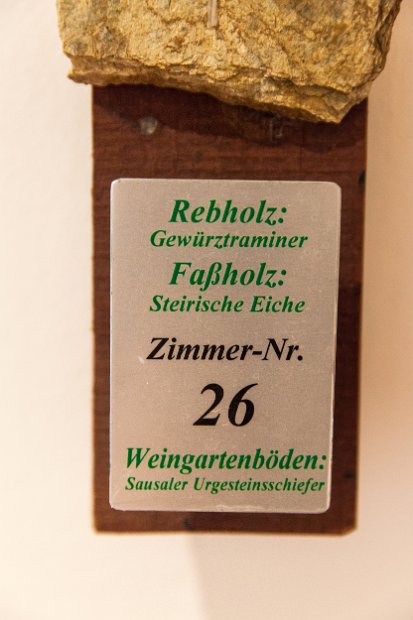 Rebholz:
Gewürztraminer
Faßholz:
Steirische Eiche
Zimmer-Nr.
26
Weingartenböden:
Sausaler Urgesteinsschiefer